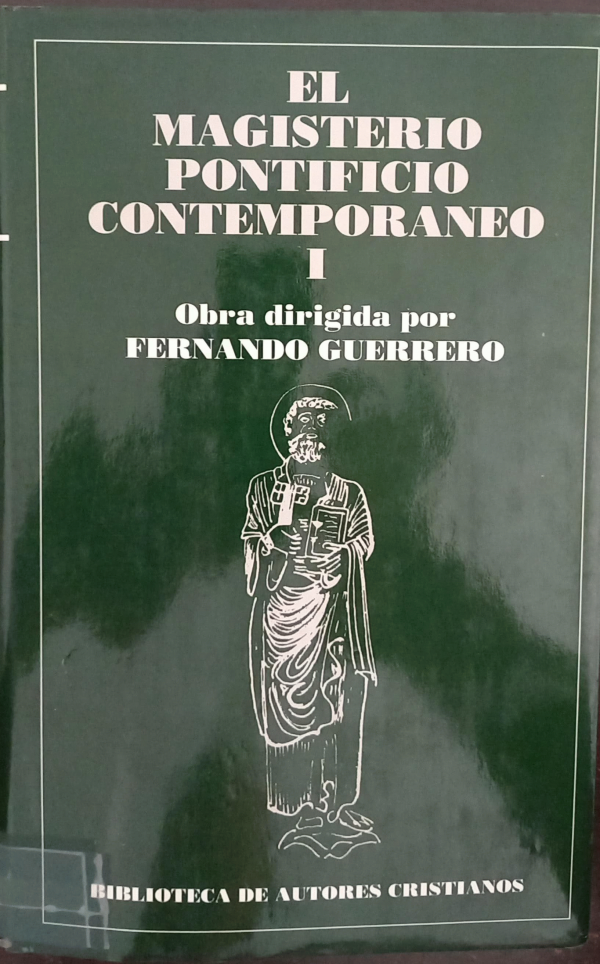 EL
MAGISTERIO
PONTIFICIO
CONTEMPORANEO
I
Obra dirigida por
FERNANDO GUERRERO
BIBLIOTECA DE AUTORES CRISTIANOS